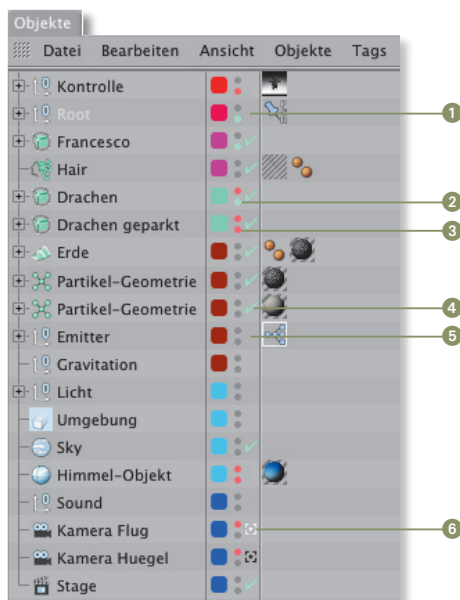 Objekte
Datei Bearbeiten Ansicht Objekte Tags
Kontrolle
Root 1
Francesco
Hair
Drachen 2
Drachen geparkt 3
Erde
Partikel-Geometrie
Partikel-Geometrie 4
Emitter 5
Gravitation
Licht
Umgebung
Sky
Himmel-Objekt
Sound
Kamera Flug 6
Kamera Huegel
Stage